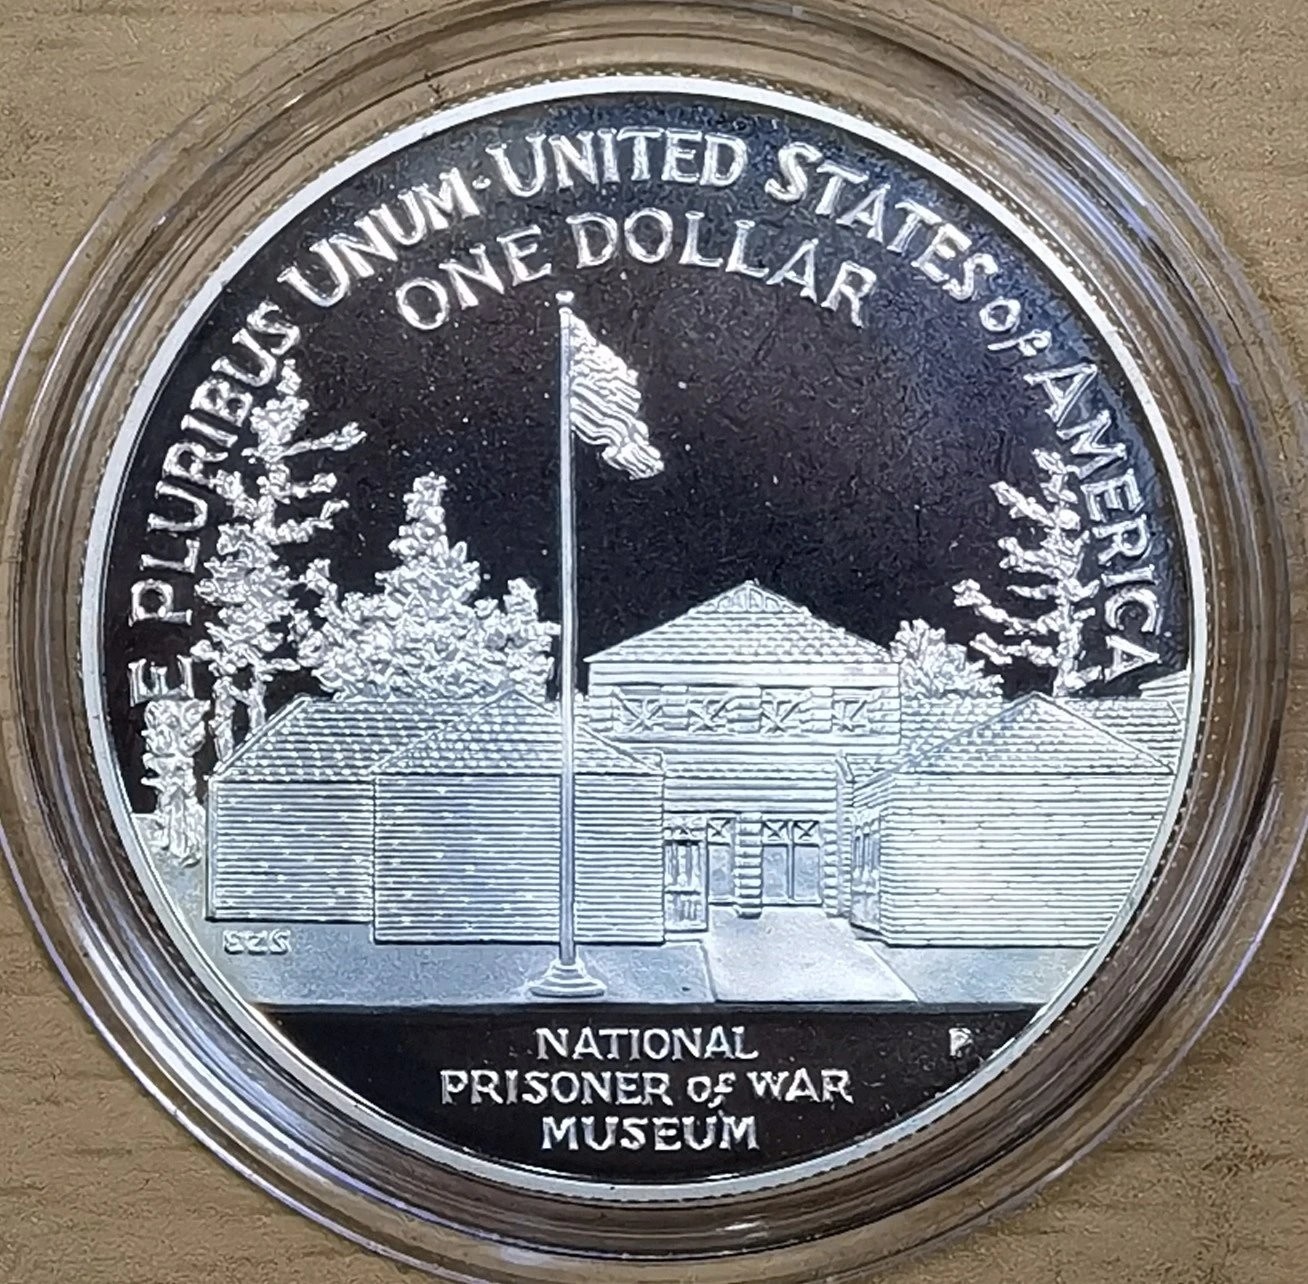 E PLURIBUS UNUM · UNITED STATES of AMERICA
ONE DOLLAR
NATIONAL
PRISONER of WAR
MUSEUM
P